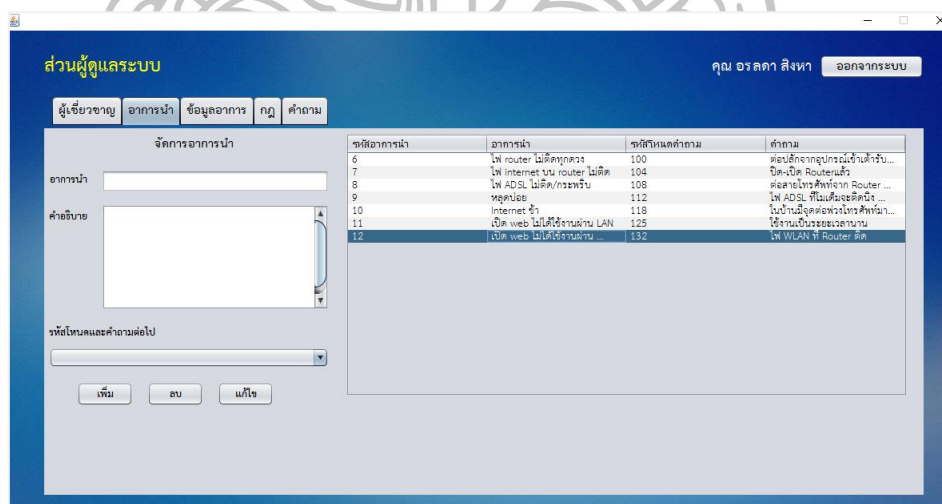 ส่วนผู้ดูแลระบบ
คุณ อรลดา สิงหา ออกจากระบบ
ผู้เชี่ยวชาญ อาการนำ ข้อมูลอาการ กฎ คำถาม
จัดการอาการนำ
อาการนำ
คำอธิบาย
รหัสโหนดและคำถามต่อไป
เพิ่ม ลบ แก้ไข
รหัสอาการนำ อาการนำ รหัสโหนดคำถาม คำถาม
6 ไฟ router ไม่ติดทุกดวง 100 ต่อปลักจากอุปกรณ์เข้าเต้ารับ...
7 ไฟ internet บน router ไม่ติด 104 ปิด-เปิด Routerแล้ว
8 ไฟ ADSL ไม่ติด/กระพริบ 108 ต่อสายโทรศัพท์จาก Router ...
9 หลุดบ่อย 112 ไฟ ADSL ที่โมเด็มจะติดนิ่ง ...
10 Internet ช้า 118 ในบ้านมีจุดต่อพ่วงโทรศัพท์มา...
11 เปิด web ไม่ได้ใช้งานผ่าน LAN 125 ใช้งานเป็นระยะเวลานาน
12 เปิด web ไม่ได้ใช้งานผ่าน ... 132 ไฟ WLAN ที่ Router ติด